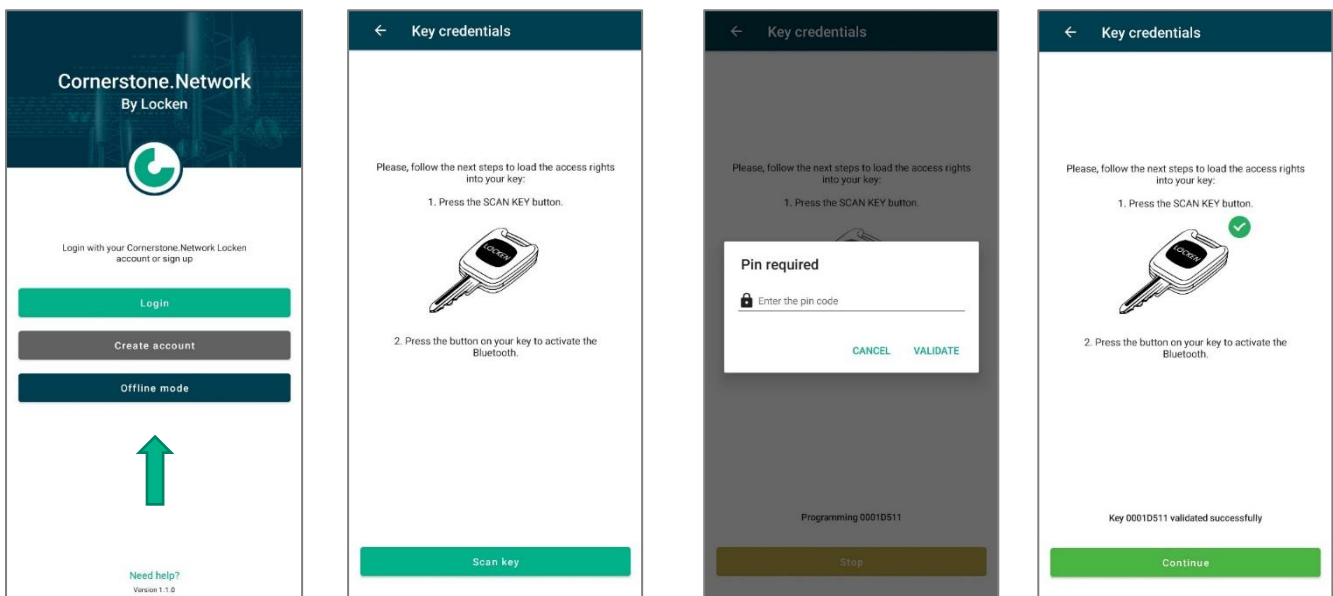 Cornerstone.Network
By Locken
Login with your Cornerstone.Network Locken
account or sign up
Login
Create account
Offline mode
Need help?
Version 1.1.0
Key credentials
Please, follow the next steps to load the access rights
into your key:
1. Press the SCAN KEY button.
LOCKEN
2. Press the button on your key to activate the
Bluetooth.
Scan key
Key credentials
Please, follow the next steps to load the access rights
into your key:
1. Press the SCAN KEY button.
Pin required
Enter the pin code
CANCEL VALIDATE
Programming 0001D511
Stop
Key credentials
Please, follow the next steps to load the access rights
into your key:
1. Press the SCAN KEY button.
LOCKEN
2. Press the button on your key to activate the
Bluetooth.
Key 0001D511 validated successfully
Continue